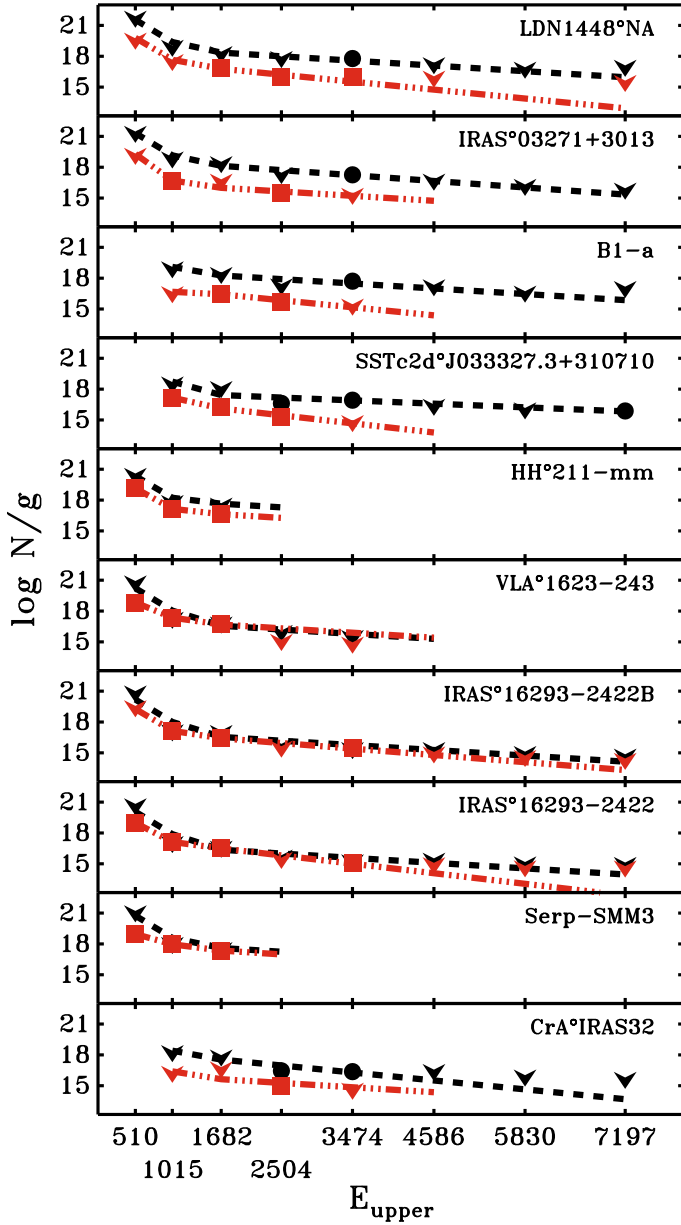 21
18
15
LDN1448°NA
21
18
15
IRAS°03271+3013
21
18
15
B1-a
21
18
15
SSTc2d°J033327.3+310710
21
18
15
HH°211-mm
21
18
15
VLA°1623-243
21
18
15
IRAS°16293-2422B
21
18
15
IRAS°16293-2422
21
18
15
Serp-SMM3
21
18
15
CrA°IRAS32
log N/g
510 1682 3474 4586 5830 7197
1015 2504
E_upper